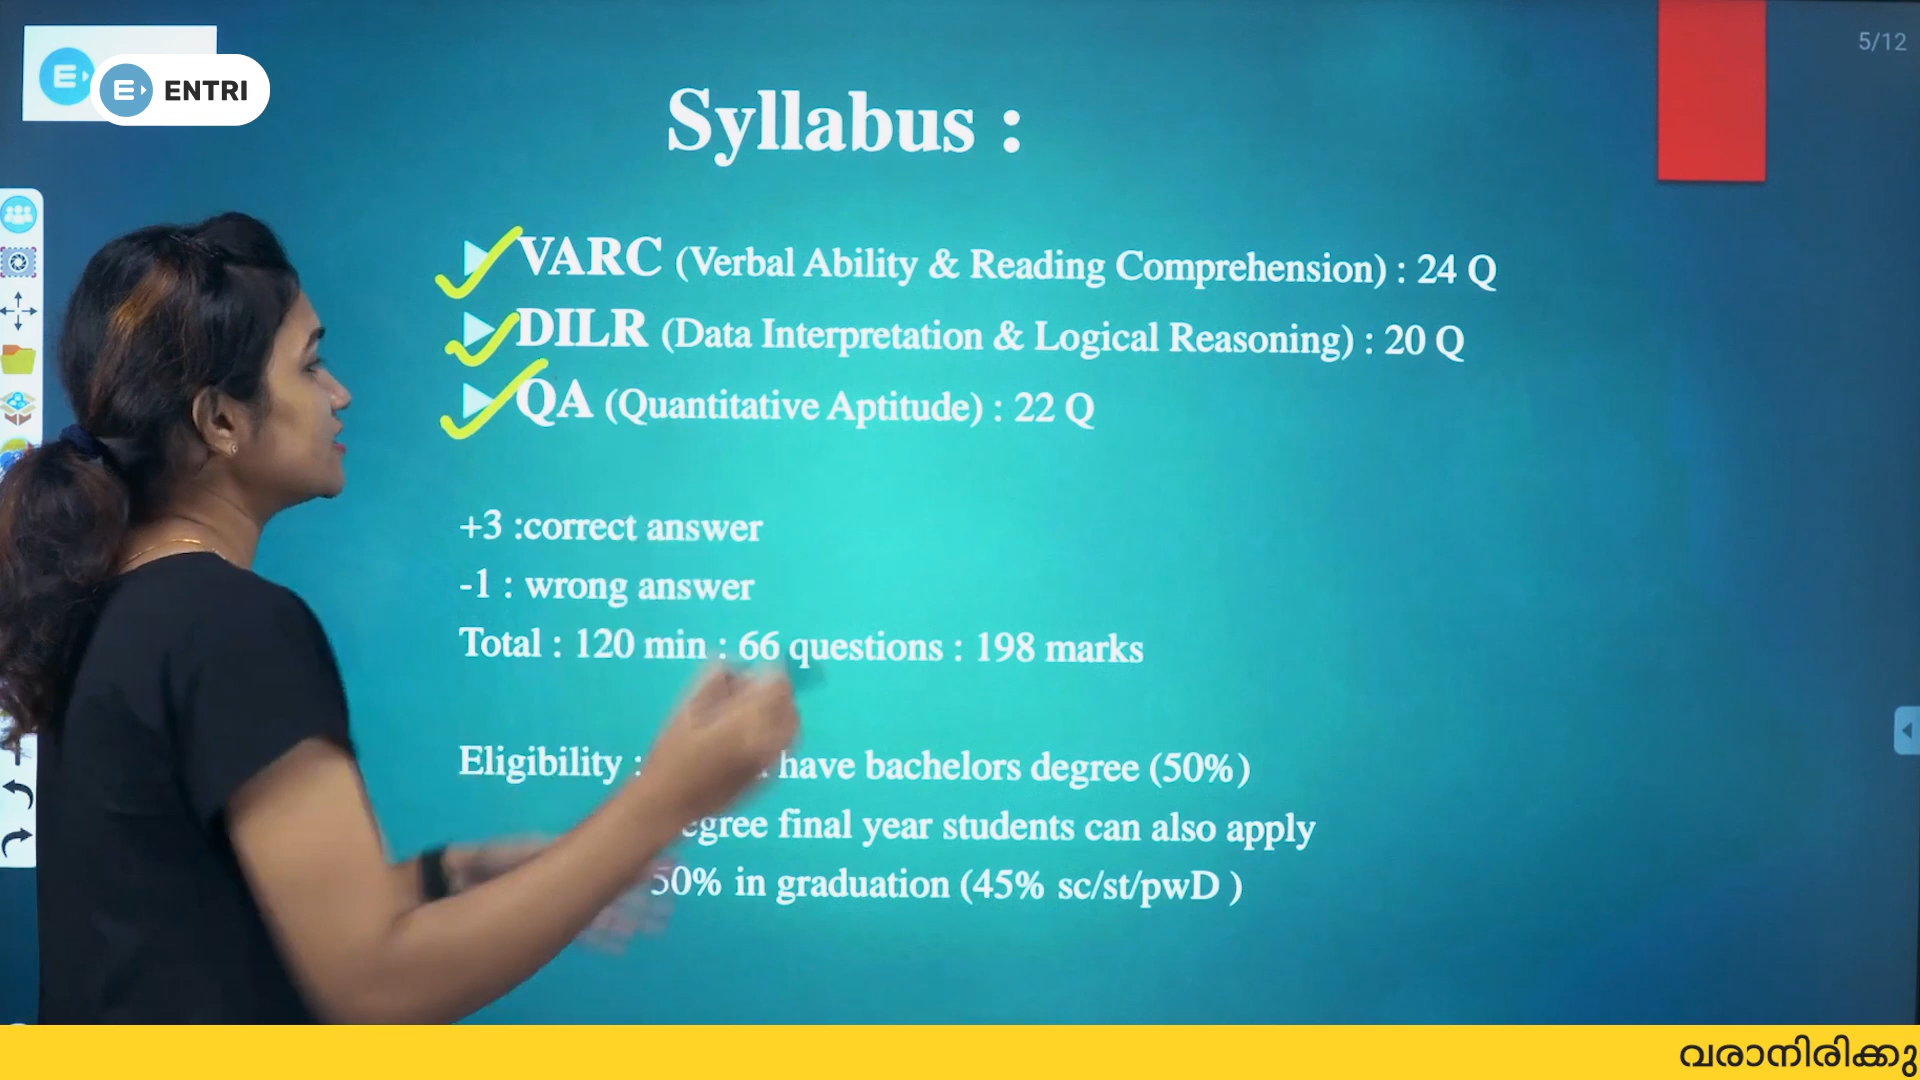 5/12
ENTRI
Syllabus :
VARC (Verbal Ability & Reading Comprehension) : 24 Q
DILR (Data Interpretation & Logical Reasoning) : 20 Q
QA (Quantitative Aptitude) : 22 Q
+3 :correct answer
-1 : wrong answer
Total : 120 min : 66 questions : 198 marks
Eligibility : have bachelors degree (50%)
final year students can also apply
50% in graduation (45% sc/st/pwD )
വരാനിരിക്കു